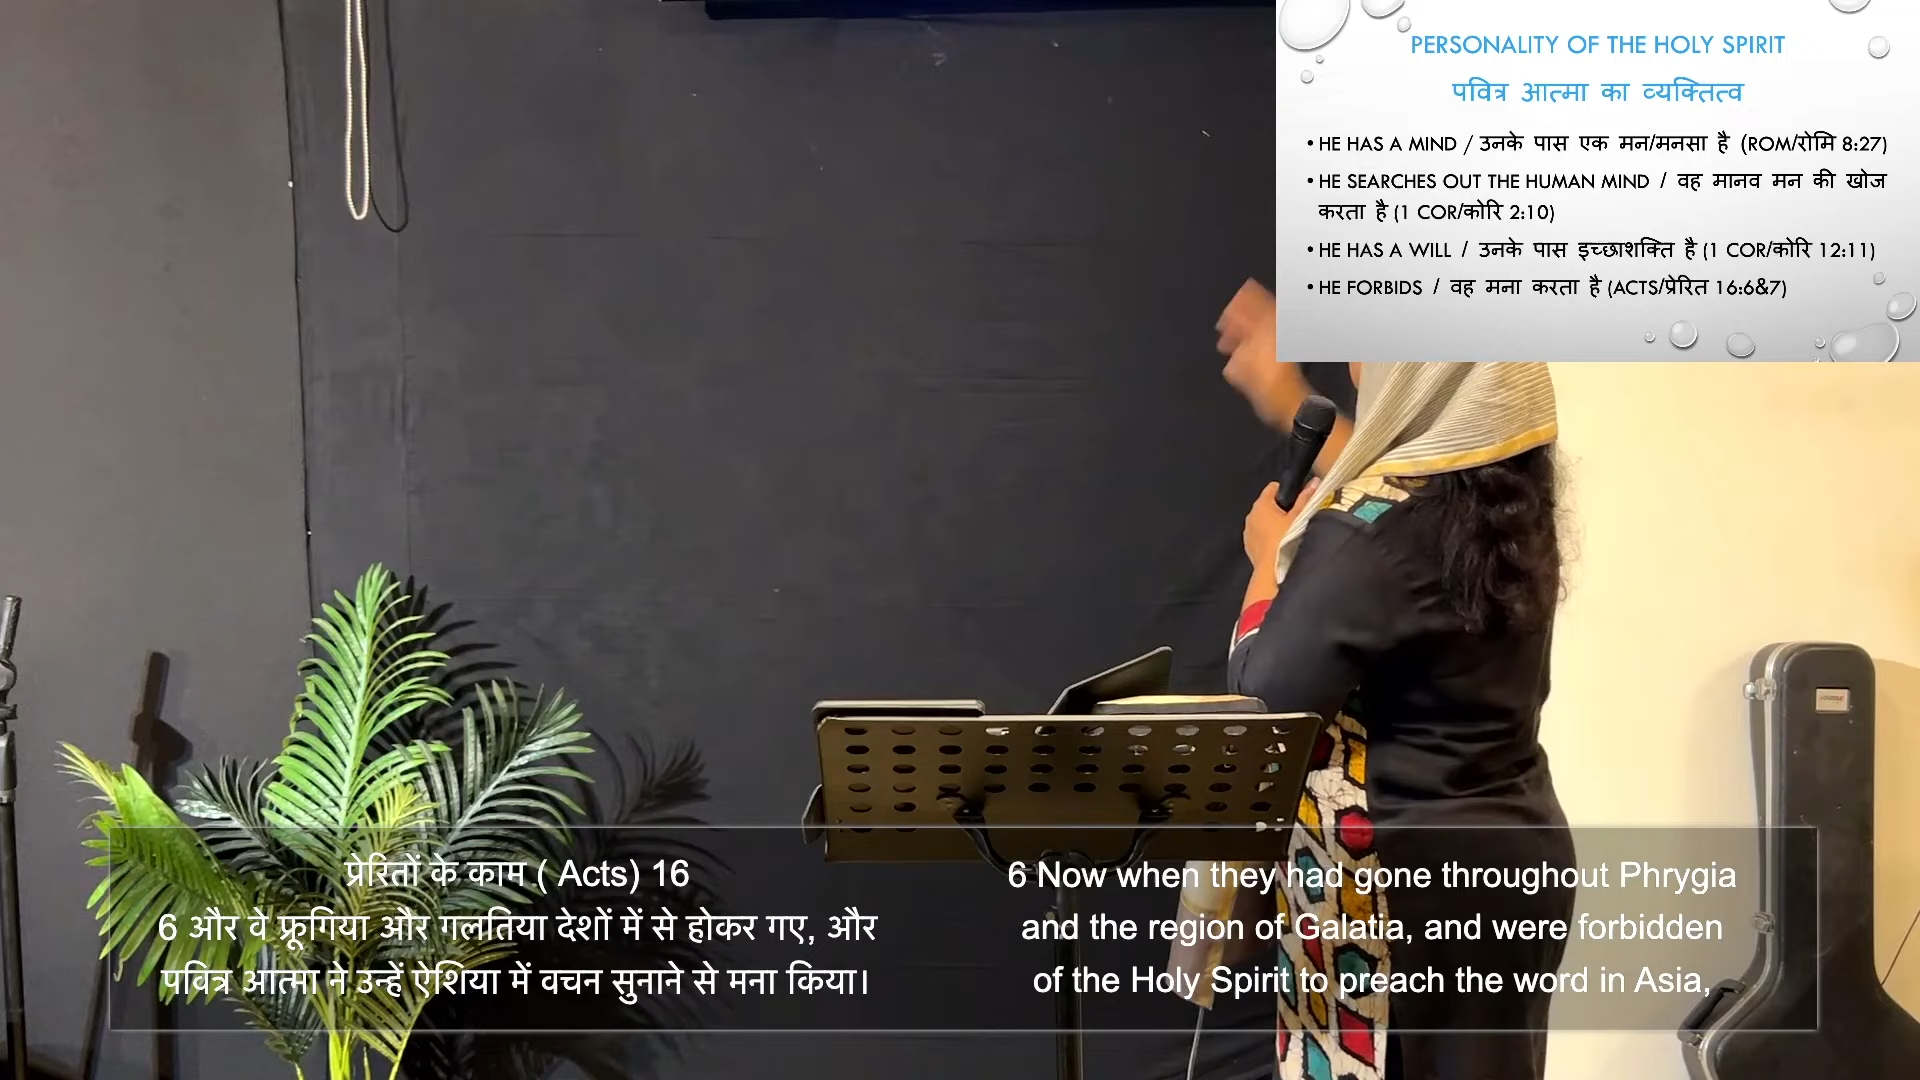 PERSONALITY OF THE HOLY SPIRIT
पवित्र आत्मा का व्यक्तित्व
• HE HAS A MIND / उनके पास एक मन/मनसा है (ROM/रोमि 8:27)
• HE SEARCHES OUT THE HUMAN MIND / वह मानव मन की खोज
करता है (1 COR/कोरि 2:10)
• HE HAS A WILL / उनके पास इच्छाशक्ति है (1 COR/कोरि 12:11)
• HE FORBIDS / वह मना करता है (ACTS/प्रेरित 16:6&7)
प्रेरितों के काम ( Acts) 16
6 और वे फ्रूगिया और गलतिया देशों में से होकर गए, और
पवित्र आत्मा ने उन्हें ऐशिया में वचन सुनाने से मना किया।
6 Now when they had gone throughout Phrygia
and the region of Galatia, and were forbidden
of the Holy Spirit to preach the word in Asia,